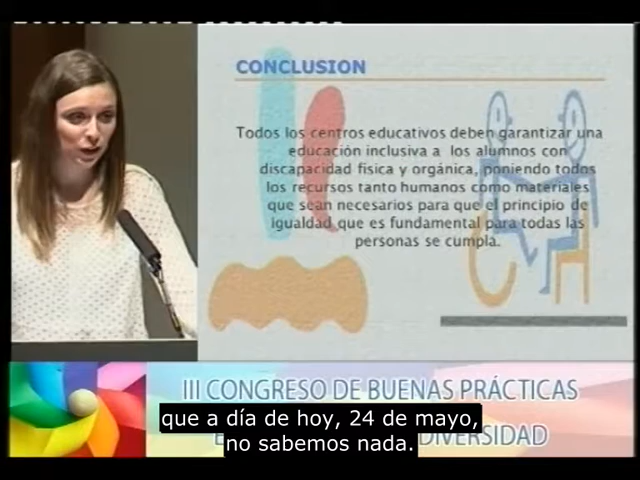 CONCLUSION
Todos los centros educativos deben garantizar una
educación inclusiva a los alumnos con
discapacidad física y orgánica, poniendo todos
los recursos tanto humanos como materiales
que sean necesarios para que el principio de
igualdad que es fundamental para todas las
personas se cumpla.
III CONGRESO DE BUENAS PRÁCTICAS
DIVERSIDAD
que a día de hoy, 24 de mayo,
no sabemos nada.